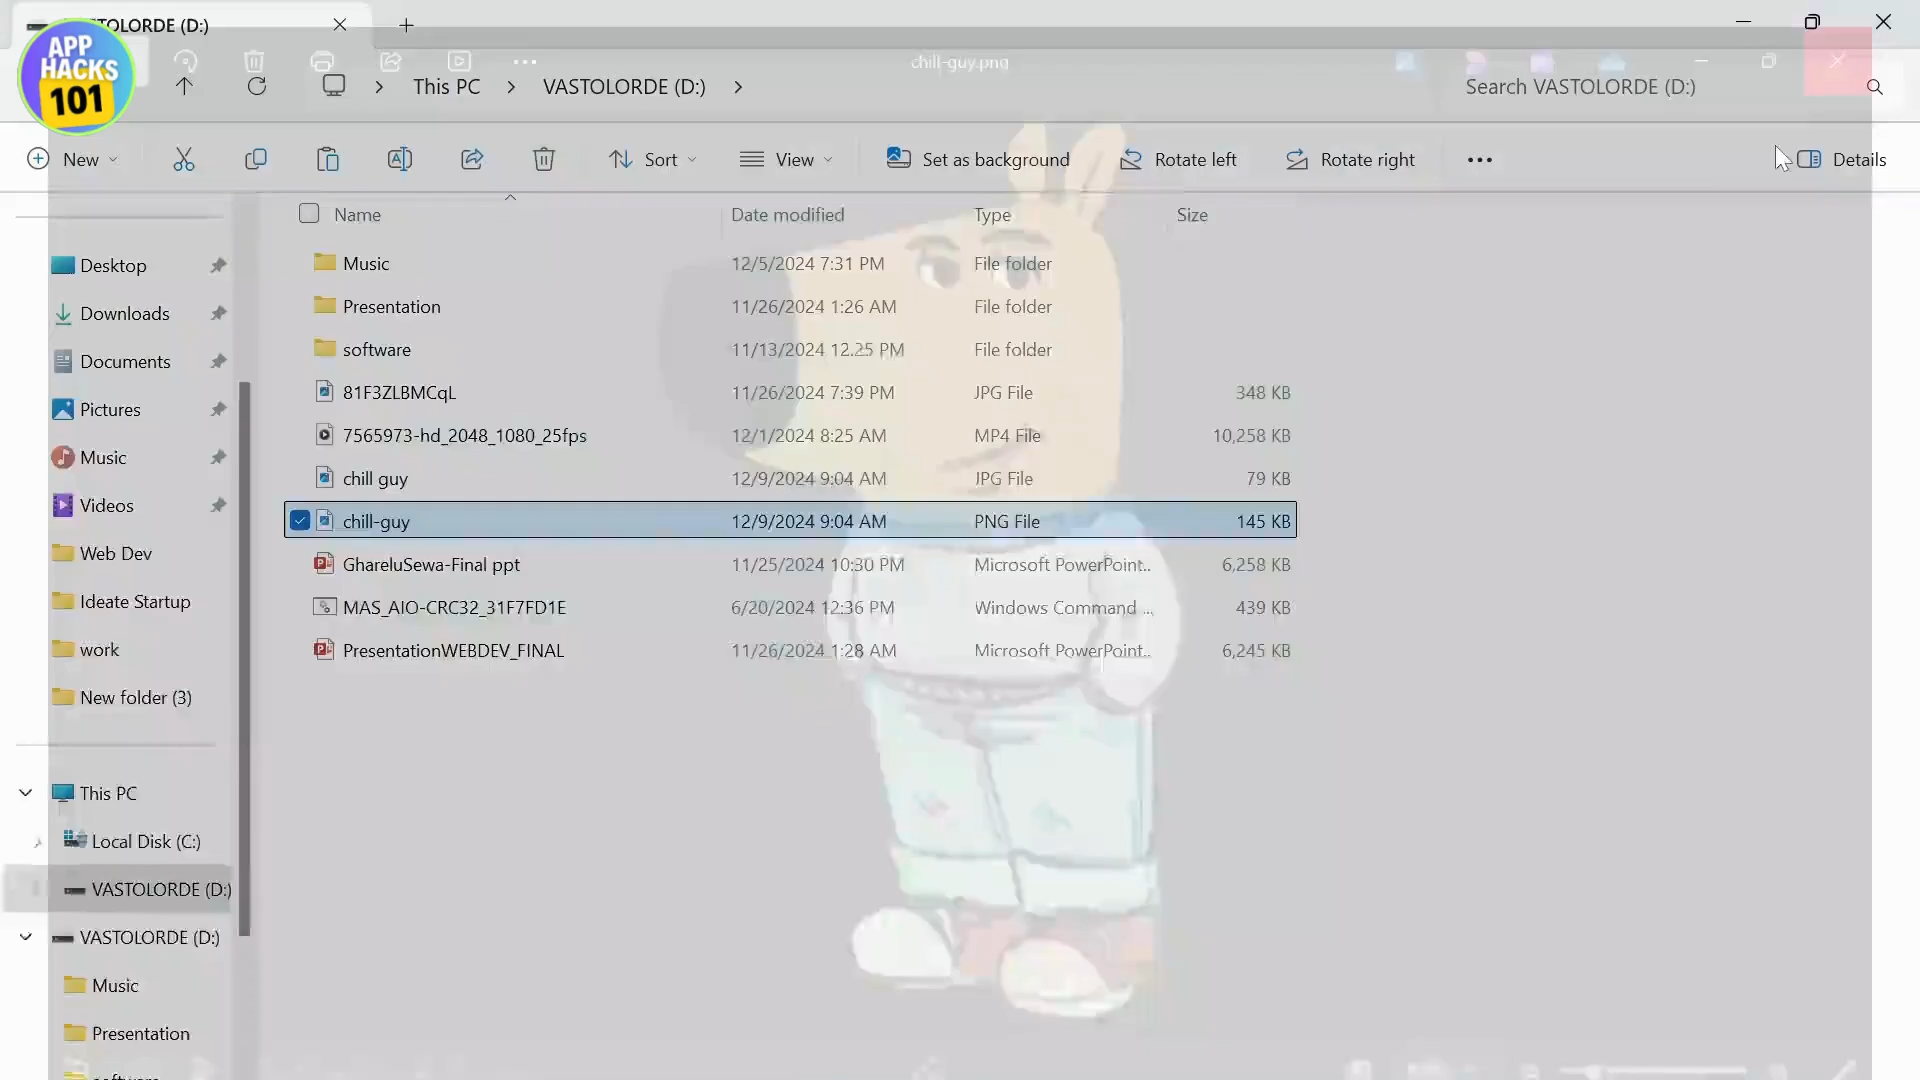 VASTOLORDE (D:)
APP
HACKS
101
chill-guy.png
This PC
VASTOLORDE (D:)
Search VASTOLORDE (D:)
New
Sort
View
Set as background
Rotate left
Rotate right
Details
Name Date modified Type Size
Music 12/5/2024 7:31 PM File folder
Presentation 11/26/2024 1:26 AM File folder
software 11/13/2024 12:25 PM File folder
81F3ZLBMCqL 11/26/2024 7:39 PM JPG File 348 KB
7565973-hd_2048_1080_25fps 12/1/2024 8:25 AM MP4 File 10,258 KB
chill guy 12/9/2024 9:04 AM JPG File 79 KB
chill-guy 12/9/2024 9:04 AM PNG File 145 KB
GhareluSewa-Final ppt 11/25/2024 10:30 PM Microsoft PowerPoint... 6,258 KB
MAS_AIO-CRC32_31F7FD1E 6/20/2024 12:36 PM Windows Command ... 439 KB
PresentationWEBDEV_FINAL 11/26/2024 1:28 AM Microsoft PowerPoint... 6,245 KB
Desktop
Downloads
Documents
Pictures
Music
Videos
Web Dev
Ideate Startup
work
New folder (3)
This PC
Local Disk (C:)
VASTOLORDE (D:)
VASTOLORDE (D:)
Music
Presentation
software